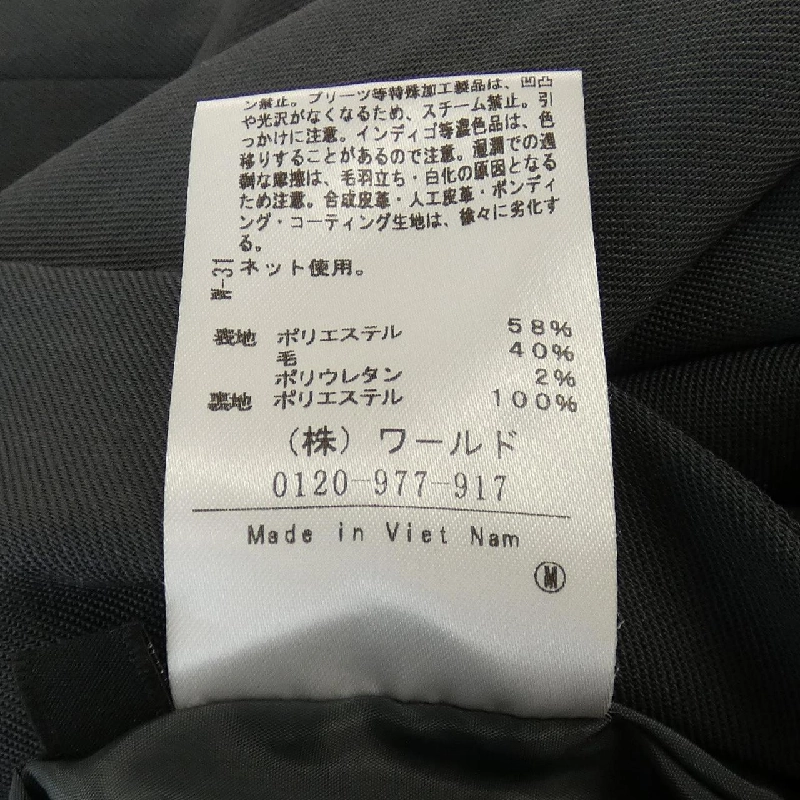 ン禁止。プリーツ等特殊加工製品は、凹凸
や光沢がなくなるため、スチーム禁止。引
っかけに注意。インディゴ等濃色品は、色
移りすることがあるので注意。湿潤での過
剰な摩擦は、毛羽立ち・白化の原因となる
ため注意。合成皮革・人工皮革・ボンディ
ング・コーティング生地は、徐々に劣化す
る。
W-31 ネット使用。
表地 ポリエステル 58%
毛 40%
ポリウレタン 2%
裏地 ポリエステル 100%
(株)ワールド
0120-977-917
Made in Viet Nam
Ⓜ